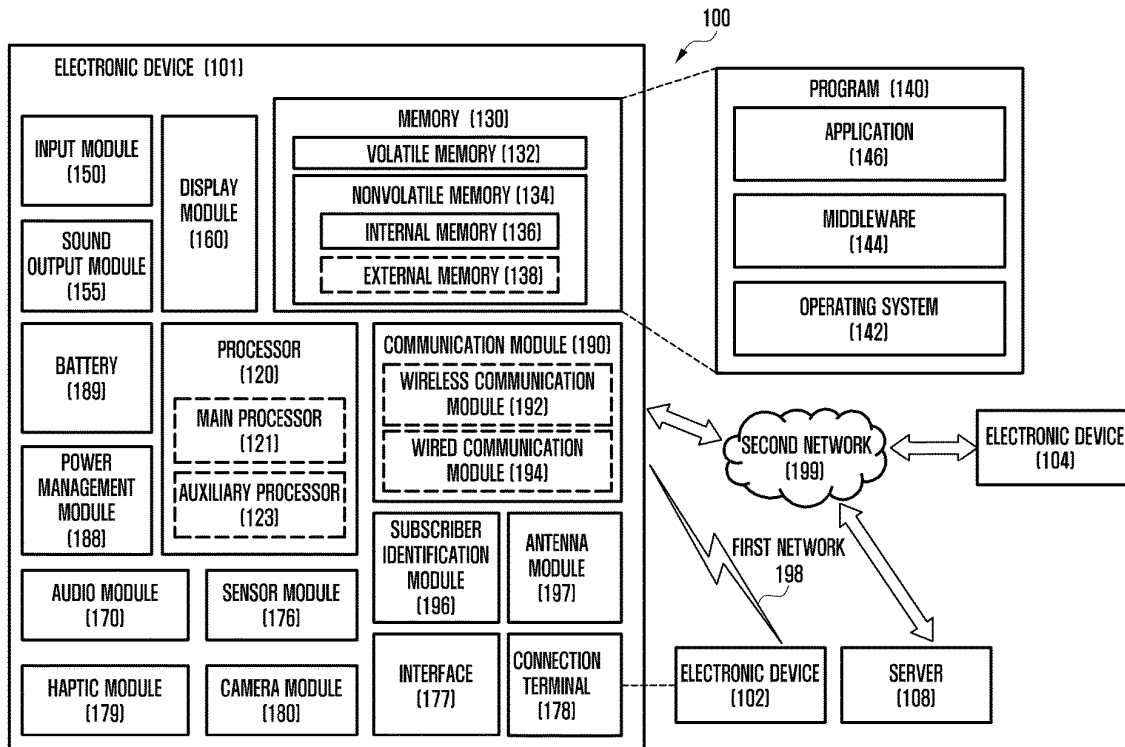 100
ELECTRONIC DEVICE (101)
INPUT MODULE
(150)
SOUND
OUTPUT MODULE
(155)
DISPLAY
MODULE
(160)
MEMORY (130)
VOLATILE MEMORY (132)
NONVOLATILE MEMORY (134)
INTERNAL MEMORY (136)
EXTERNAL MEMORY (138)
PROGRAM (140)
APPLICATION
(146)
MIDDLEWARE
(144)
OPERATING SYSTEM
(142)
BATTERY
(189)
POWER
MANAGEMENT
MODULE
(188)
PROCESSOR
(120)
MAIN PROCESSOR
(121)
AUXILIARY PROCESSOR
(123)
COMMUNICATION MODULE (190)
WIRELESS COMMUNICATION
MODULE (192)
WIRED COMMUNICATION
MODULE (194)
SUBSCRIBER
IDENTIFICATION
MODULE
(196)
ANTENNA
MODULE
(197)
AUDIO MODULE
(170)
SENSOR MODULE
(176)
HAPTIC MODULE
(179)
CAMERA MODULE
(180)
INTERFACE
(177)
CONNECTION
TERMINAL
(178)
SECOND NETWORK
(199)
ELECTRONIC DEVICE
(104)
FIRST NETWORK
198
ELECTRONIC DEVICE
(102)
SERVER
(108)